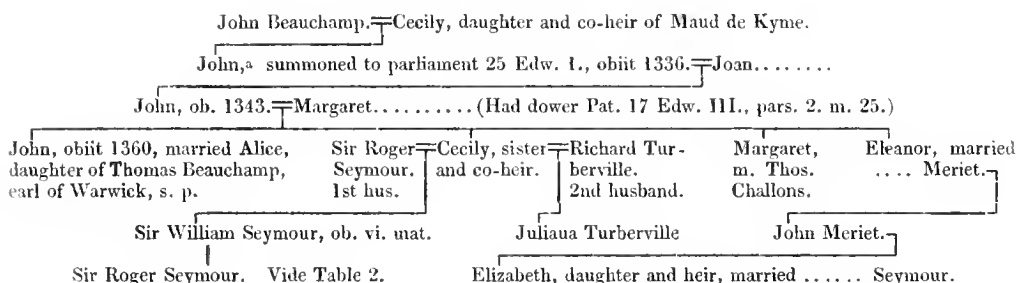 John Beauchamp.=Cecily, daughter and co-heir of Maud de Kyme.
John,a summoned to parliament 25 Edw. I., obiit 1336.=Joan........
John, ob. 1343.=Margaret..........(Had dower Pat. 17 Edw. III., pars. 2. m. 25.)
John, obiit 1360, married Alice,
daughter of Thomas Beauchamp,
earl of Warwick, s. p.
Sir Roger
Seymour.
1st hus.
=Cecily, sister=
and co-heir.
Richard Tur-
berville.
2nd husband.
Margaret,
m. Thos.
Challons.
Eleanor, married
.... Meriet.
Sir William Seymour, ob. vi. mat.
Juliaua Turberville
John Meriet.
Sir Roger Seymour. Vide Table 2.
Elizabeth, daughter and heir, married ...... Seymour.